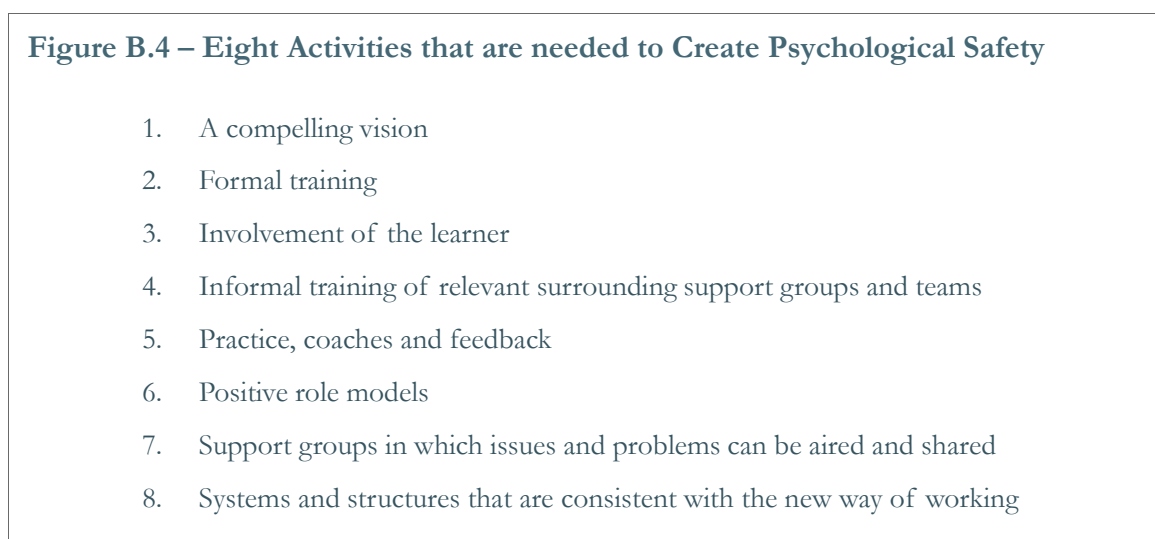 Figure B.4 – Eight Activities that are needed to Create Psychological Safety
1. A compelling vision
2. Formal training
3. Involvement of the learner
4. Informal training of relevant surrounding support groups and teams
5. Practice, coaches and feedback
6. Positive role models
7. Support groups in which issues and problems can be aired and shared
8. Systems and structures that are consistent with the new way of working